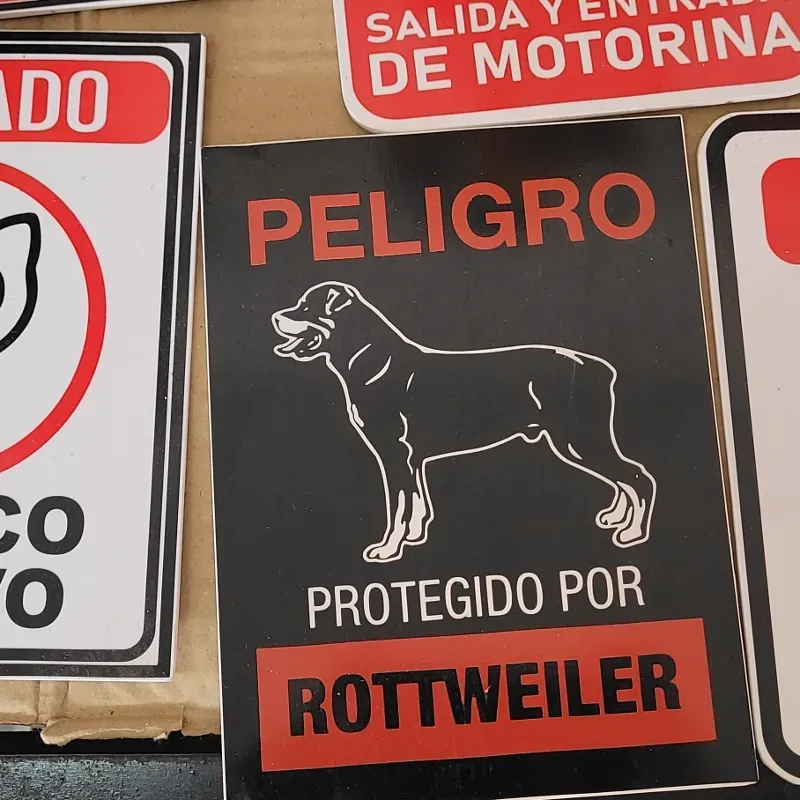 SALIDA Y ENTRADA
DE MOTORINA
ADO
PELIGRO
CO
VO
PROTEGIDO POR
ROTTWEILER